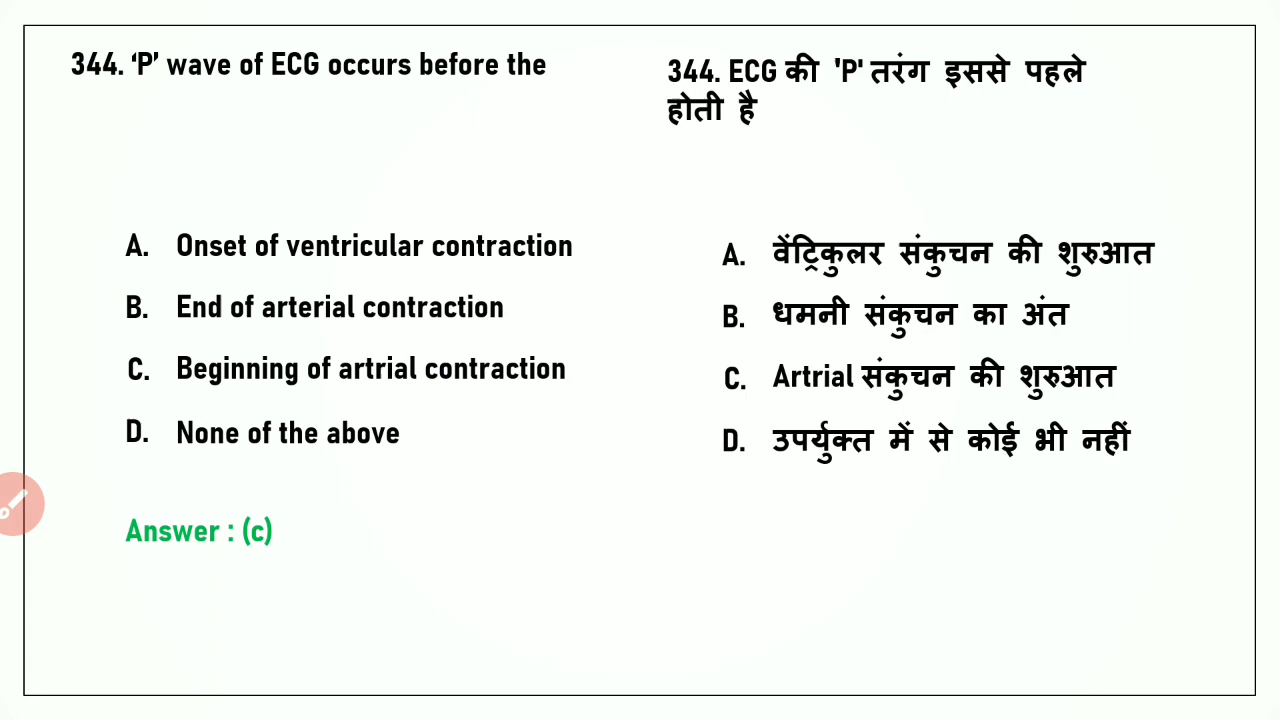 344. ‘P’ wave of ECG occurs before the
A. Onset of ventricular contraction
B. End of arterial contraction
C. Beginning of artrial contraction
D. None of the above
Answer : (c)
344. ECG की 'P' तरंग इससे पहले
होती है
A. वेंट्रिकुलर संकुचन की शुरुआत
B. धमनी संकुचन का अंत
C. Artrial संकुचन की शुरुआत
D. उपर्युक्त में से कोई भी नहीं